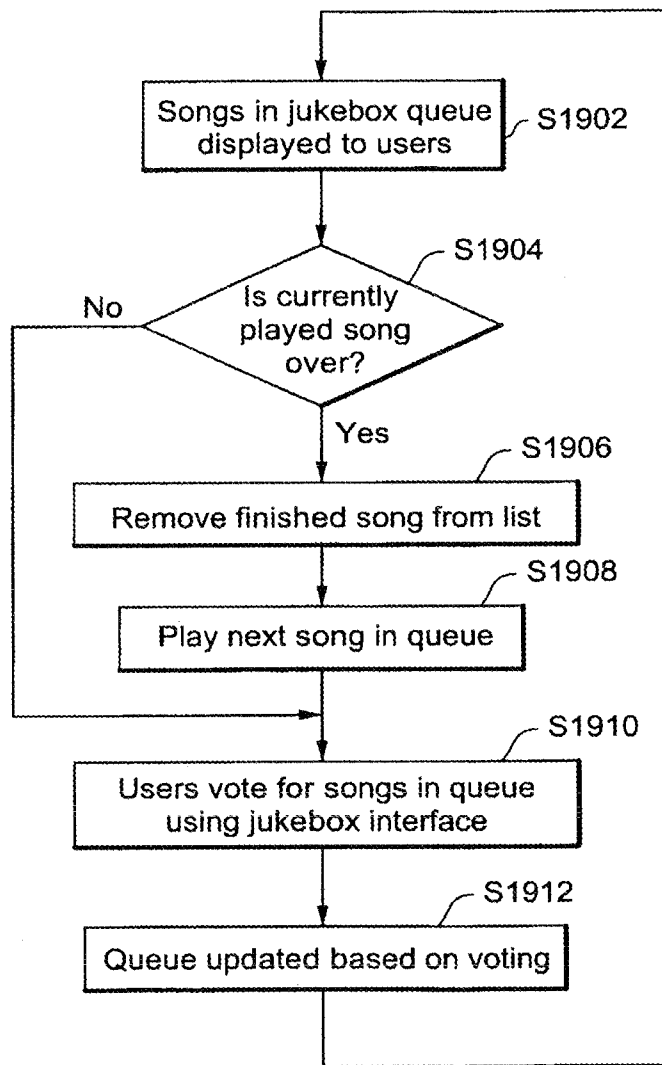 Songs in jukebox queue
displayed to users
S1902
S1904
Is currently
played song
over?
No
Yes
S1906
Remove finished song from list
S1908
Play next song in queue
S1910
Users vote for songs in queue
using jukebox interface
S1912
Queue updated based on voting